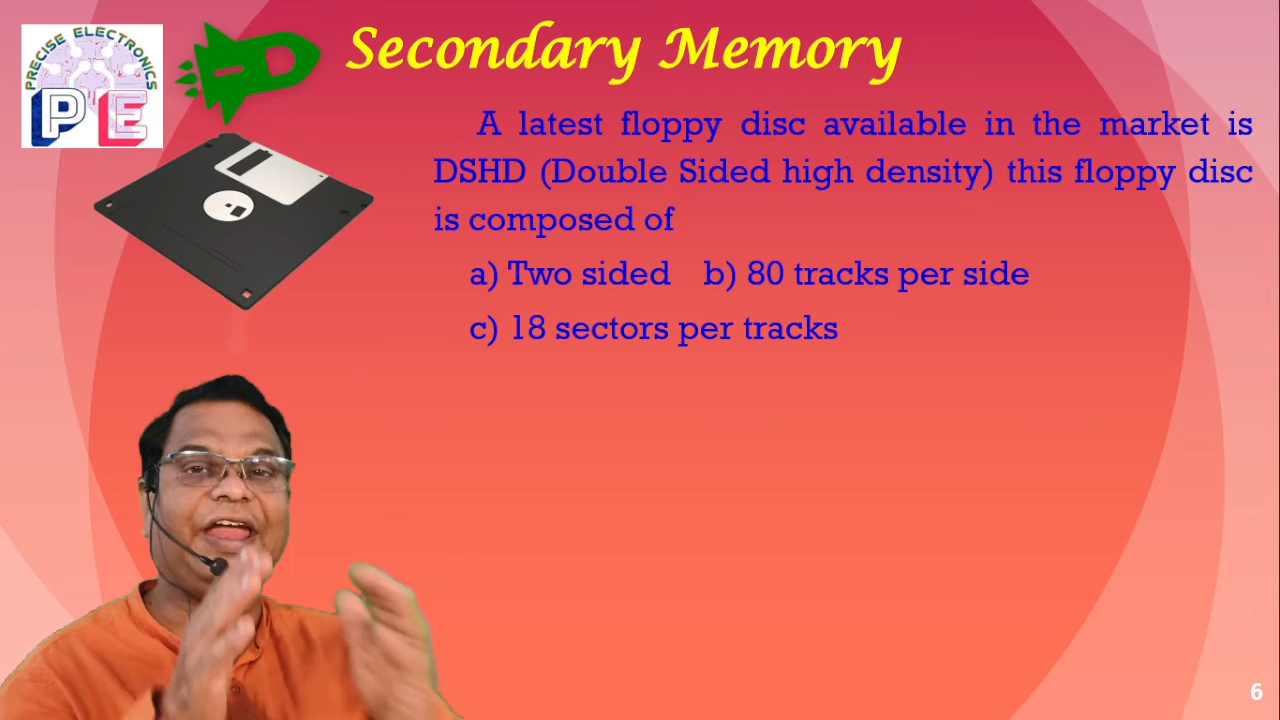 PRECISE ELECTRONICS
PE
Secondary Memory
A latest floppy disc available in the market is
DSHD (Double Sided high density) this floppy disc
is composed of
a) Two sided b) 80 tracks per side
c) 18 sectors per tracks
6